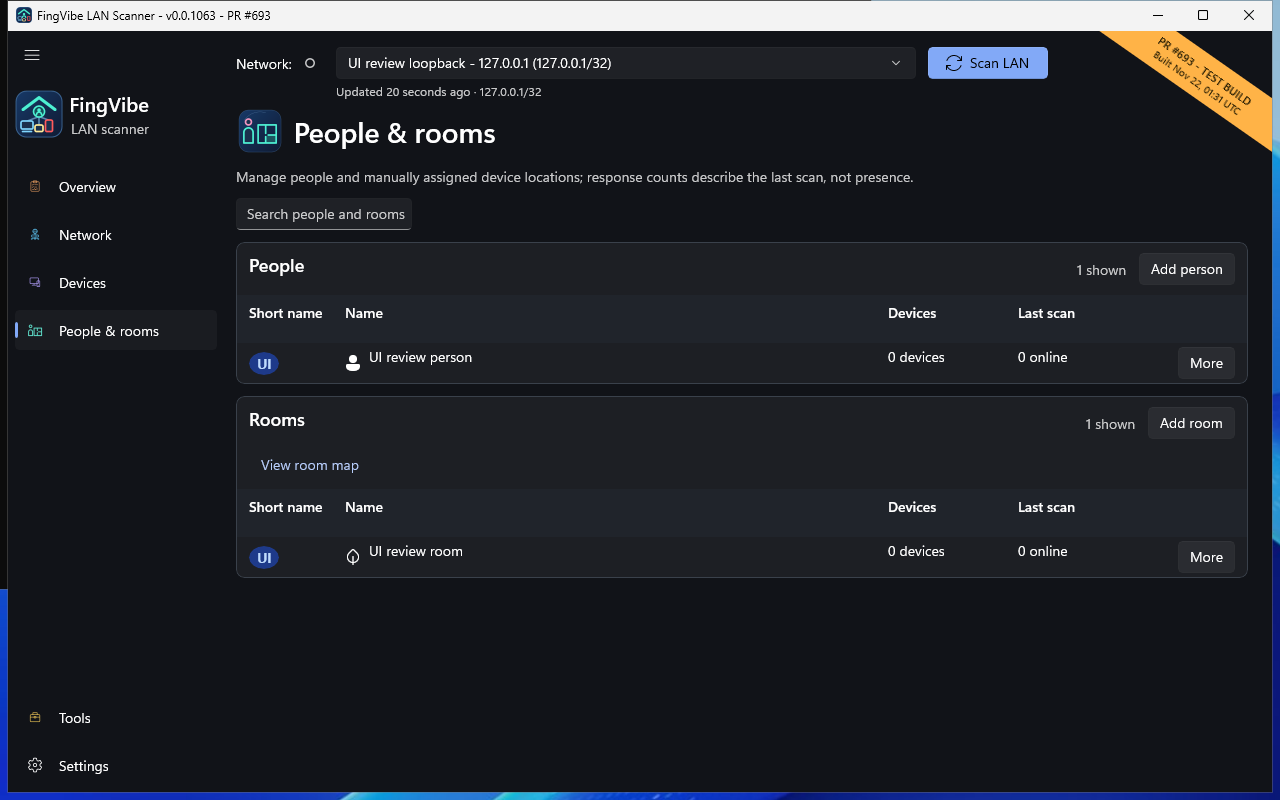 FingVibe LAN Scanner - v0.0.1063 - PR #693
Network:
UI review loopback - 127.0.0.1 (127.0.0.1/32)
Scan LAN
Updated 20 seconds ago · 127.0.0.1/32
PR #693 - TEST BUILD
Built Nov 22, 01:31 UTC
FingVibe
LAN scanner
Overview
Network
Devices
People & rooms
Tools
Settings
People & rooms
Manage people and manually assigned device locations; response counts describe the last scan, not presence.
Search people and rooms
People
1 shown
Add person
Short name Name Devices Last scan
UI UI review person 0 devices 0 online More
Rooms
1 shown
Add room
View room map
Short name Name Devices Last scan
UI UI review room 0 devices 0 online More